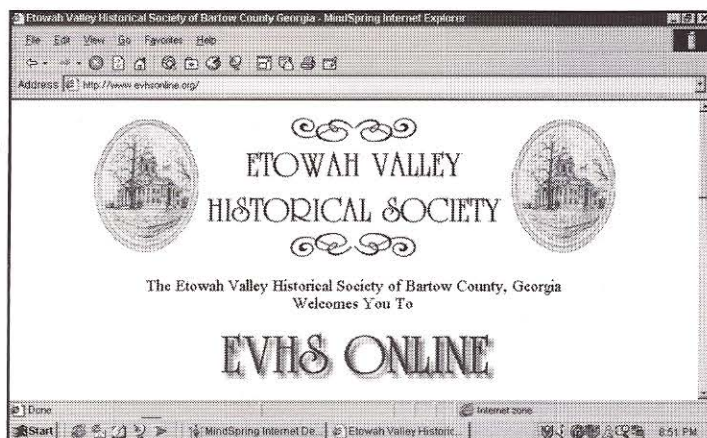 Etowah Valley Historical Society of Bartow County Georgia - MindSpring Internet Explorer
File Edit View Go Favorites Help
Address http://www.evhsonline.org/
ETOWAH VALLEY
HISTORICAL SOCIETY
The Etowah Valley Historical Society of Bartow County, Georgia
Welcomes You To
EVHS ONLINE
Done Internet zone
Start MindSpring Internet De... Etowah Valley Historic... 8:51 PM